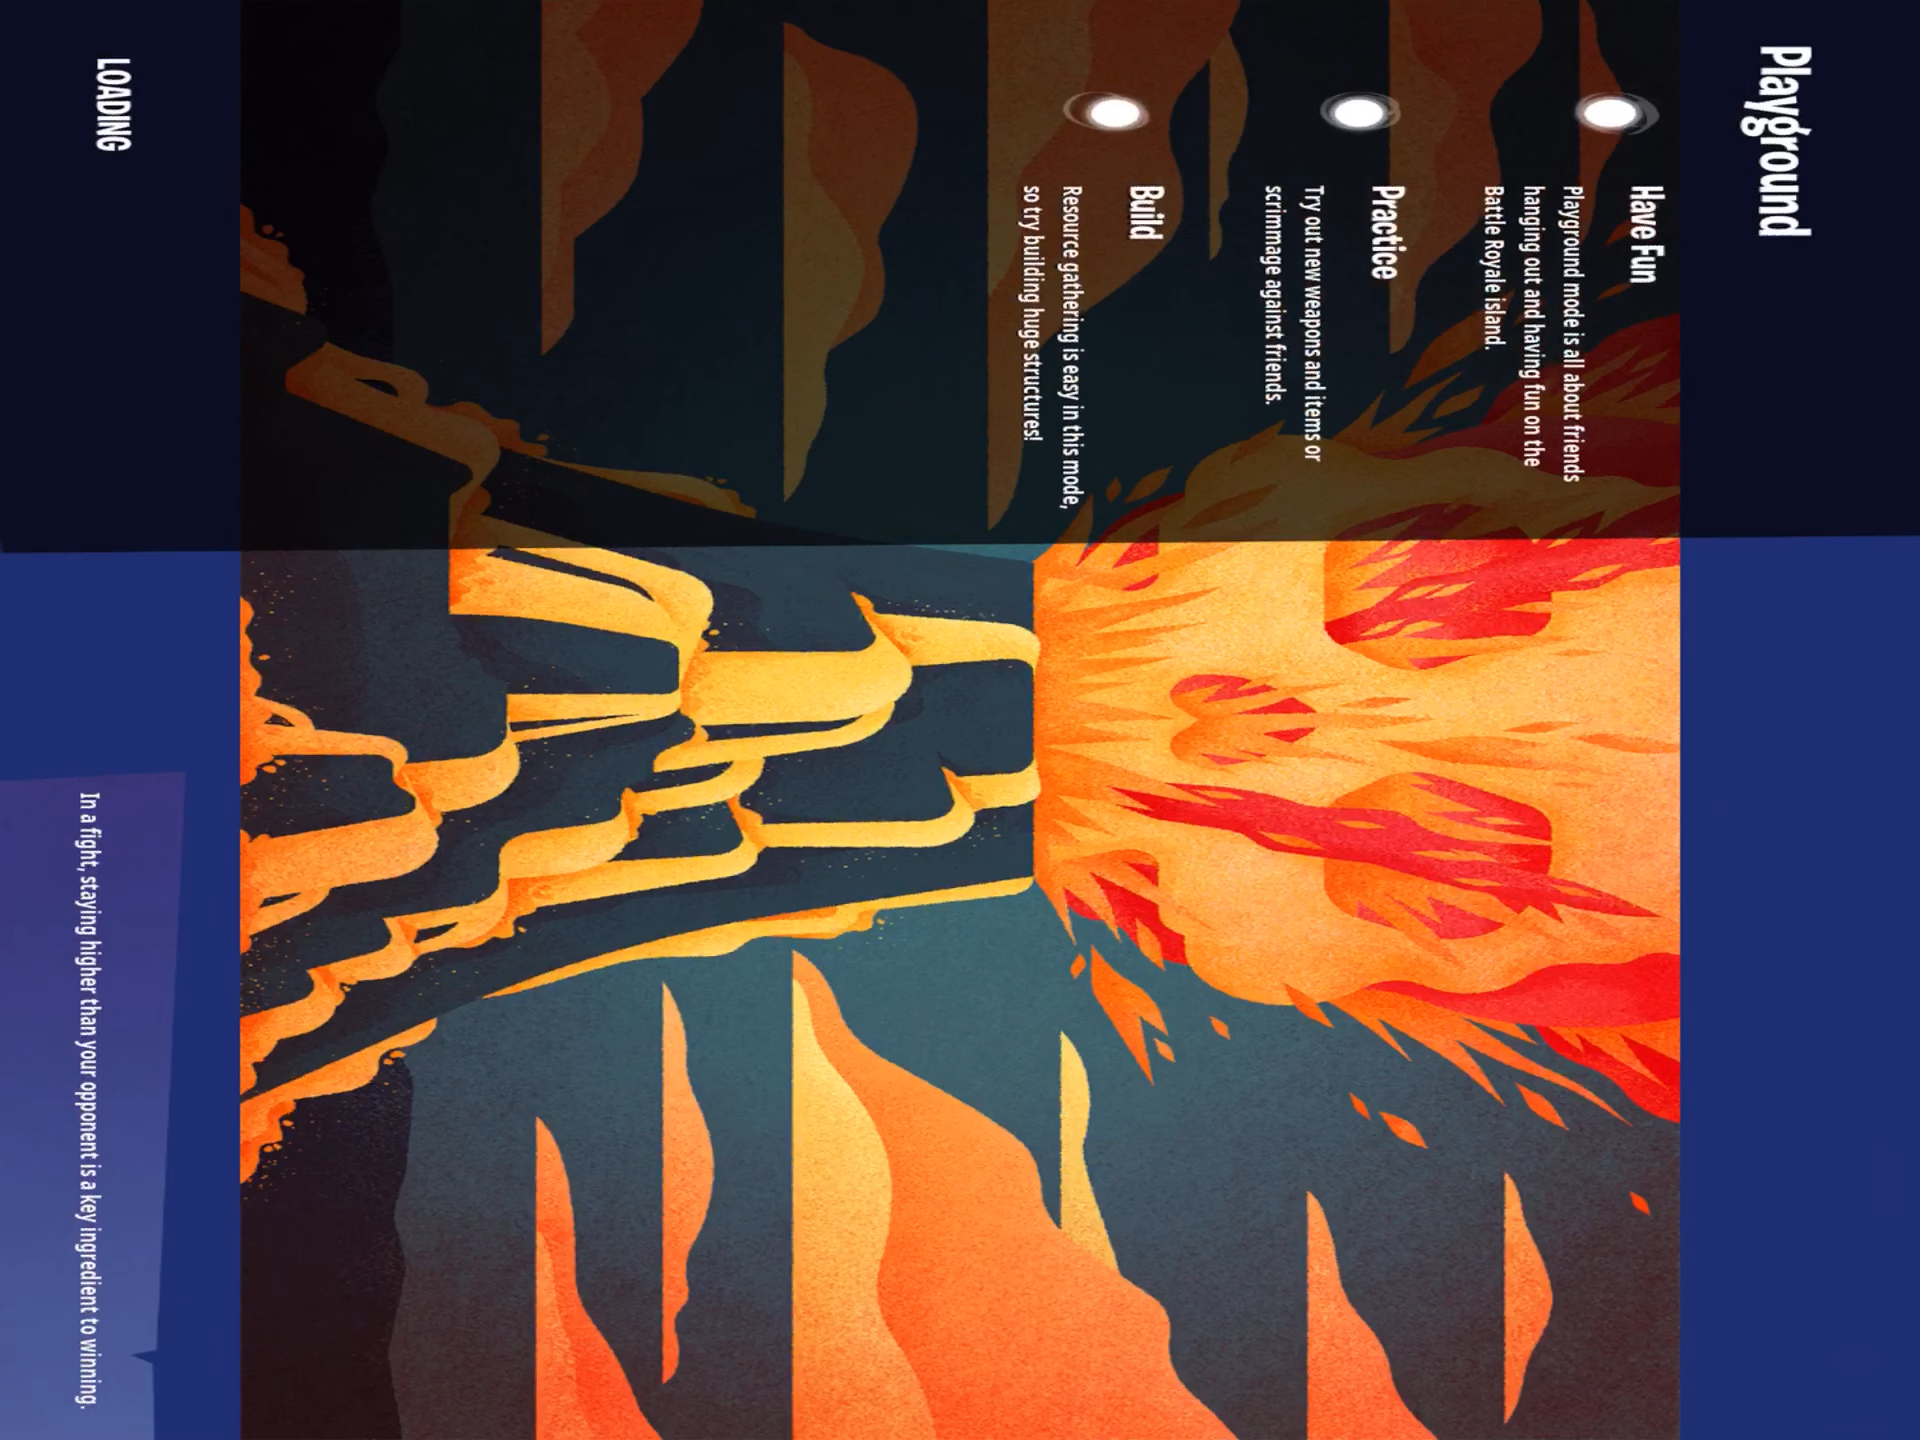 Playground
Have Fun
Playground mode is all about friends
hanging out and having fun on the
Battle Royale island.
Practice
Try out new weapons and items or
scrimmage against friends.
Build
Resource gathering is easy in this mode,
so try building huge structures!
LOADING
In a fight, staying higher than your opponent is a key ingredient to winning.